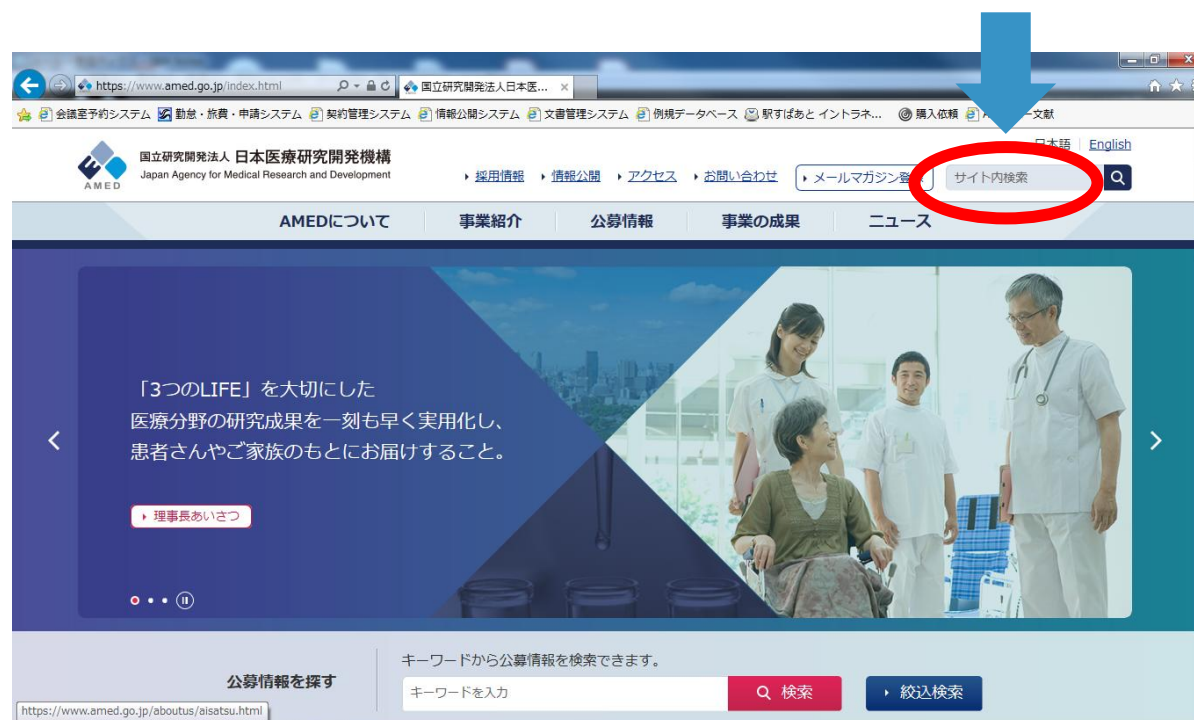 https://www.amed.go.jp/index.html
国立研究開発法人日本医...
会議室予約システム 勤怠・旅費・申請システム 契約管理システム 情報公開システム 文書管理システム 例規データベース 駅すぱあと イントラネ... 購入依頼 文献
日本語 English
国立研究開発法人 日本医療研究開発機構
Japan Agency for Medical Research and Development
AMED
採用情報 情報公開 アクセス お問い合わせ メールマガジン登 サイト内検索
AMEDについて 事業紹介 公募情報 事業の成果 ニュース
「3つのLIFE」を大切にした
医療分野の研究成果を一刻も早く実用化し、
患者さんやご家族のもとにお届けすること。
理事長あいさつ
キーワードから公募情報を検索できます。
公募情報を探す
キーワードを入力 検索 絞込検索
https://www.amed.go.jp/aboutus/aisatsu.html